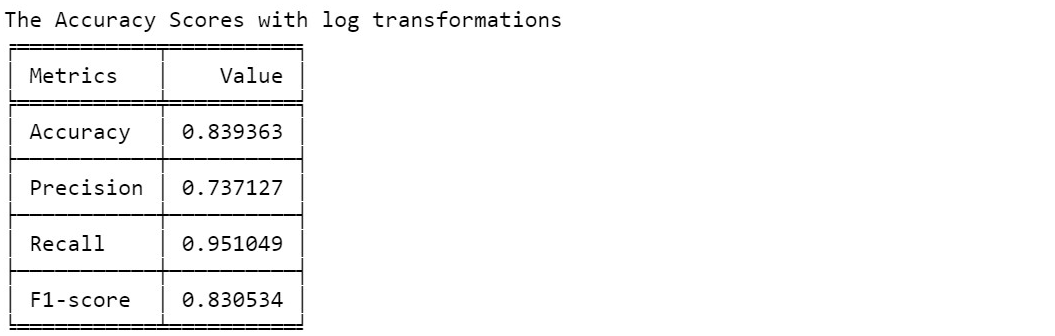 The Accuracy Scores with log transformations
Metrics Value
Accuracy 0.839363
Precision 0.737127
Recall 0.951049
F1-score 0.830534